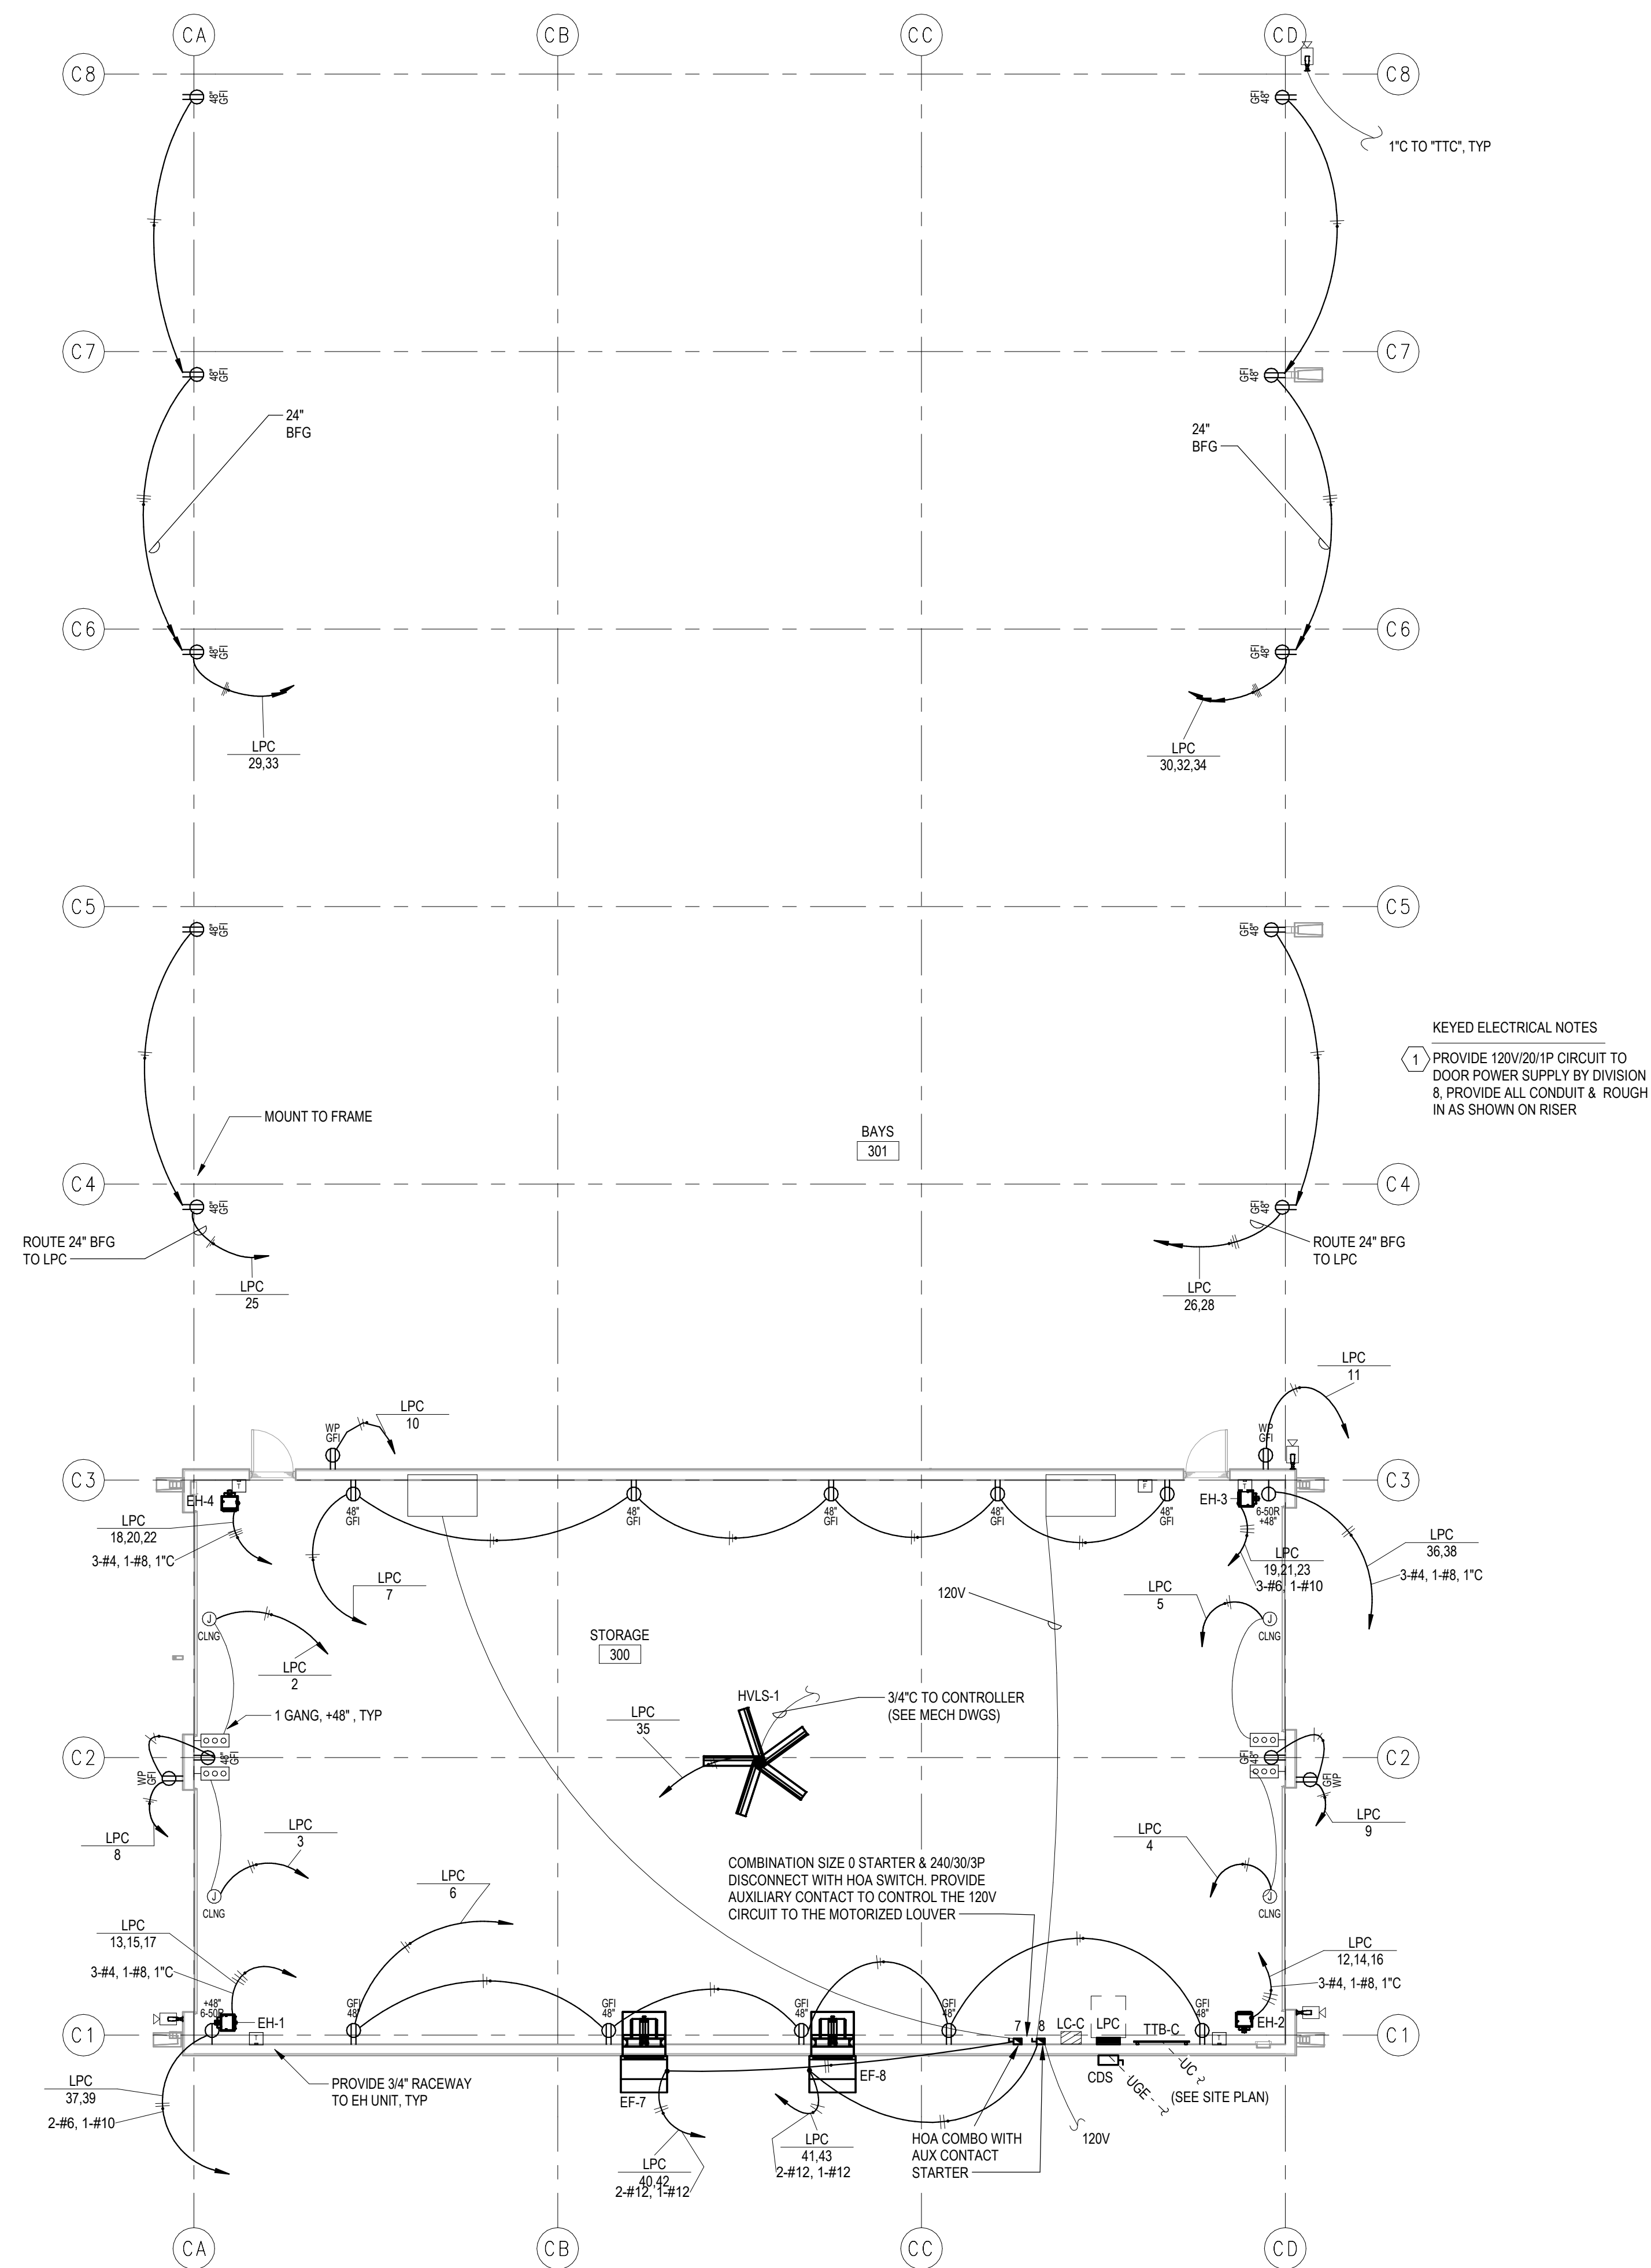 CA
CB
CC
CD
C8
C8
48"
GFI
GFI
48"
1"C TO "TTC", TYP
C7
C7
48"
GFI
GFI
48"
24"
BFG
24"
BFG
C6
C6
48"
GFI
GFI
48"
LPC
29,33
LPC
30,32,34
C5
C5
48"
GFI
GFI
48"
KEYED ELECTRICAL NOTES
1
PROVIDE 120V/20/1P CIRCUIT TO
DOOR POWER SUPPLY BY DIVISION
8, PROVIDE ALL CONDUIT & ROUGH
IN AS SHOWN ON RISER
MOUNT TO FRAME
BAYS
301
C4
C4
48"
GFI
GFI
48"
ROUTE 24" BFG
TO LPC
ROUTE 24" BFG
TO LPC
LPC
25
LPC
26,28
LPC
11
LPC
10
WP
GFI
WP
GFI
C3
C3
T
F
T
EH-4
EH-3
48"
GFI
48"
GFI
48"
GFI
48"
GFI
48"
GFI
6-50R
+48"
LPC
18,20,22
3-#4, 1-#8, 1"C
LPC
19,21,23
3-#6, 1-#10
LPC
36,38
3-#4, 1-#8, 1"C
LPC
7
120V
LPC
5
J
CLNG
J
CLNG
STORAGE
300
LPC
2
1 GANG, +48" , TYP
HVLS-1
3/4"C TO CONTROLLER
(SEE MECH DWGS)
LPC
35
C2
C2
48"
GFI
GFI
48"
WP
GFI
GFI
WP
LPC
8
LPC
3
LPC
4
LPC
9
COMBINATION SIZE 0 STARTER & 240/30/3P
DISCONNECT WITH HOA SWITCH. PROVIDE
AUXILIARY CONTACT TO CONTROL THE 120V
CIRCUIT TO THE MOTORIZED LOUVER
LPC
6
J
CLNG
J
CLNG
LPC
13,15,17
3-#4, 1-#8, 1"C
LPC
12,14,16
3-#4, 1-#8, 1"C
+48"
6-50R
EH-1
GFI
48"
GFI
48"
GFI
48"
GFI
48"
GFI
48"
7
8
LC-C
LPC
TTB-C
EH-2
C1
C1
T
T
PROVIDE 3/4" RACEWAY
TO EH UNIT, TYP
EF-7
EF-8
CDS
UGE
UC
(SEE SITE PLAN)
LPC
37,39
2-#6, 1-#10
LPC
40,42
2-#12, 1-#12
LPC
41,43
2-#12, 1-#12
HOA COMBO WITH
AUX CONTACT
STARTER
120V
CA
CB
CC
CD